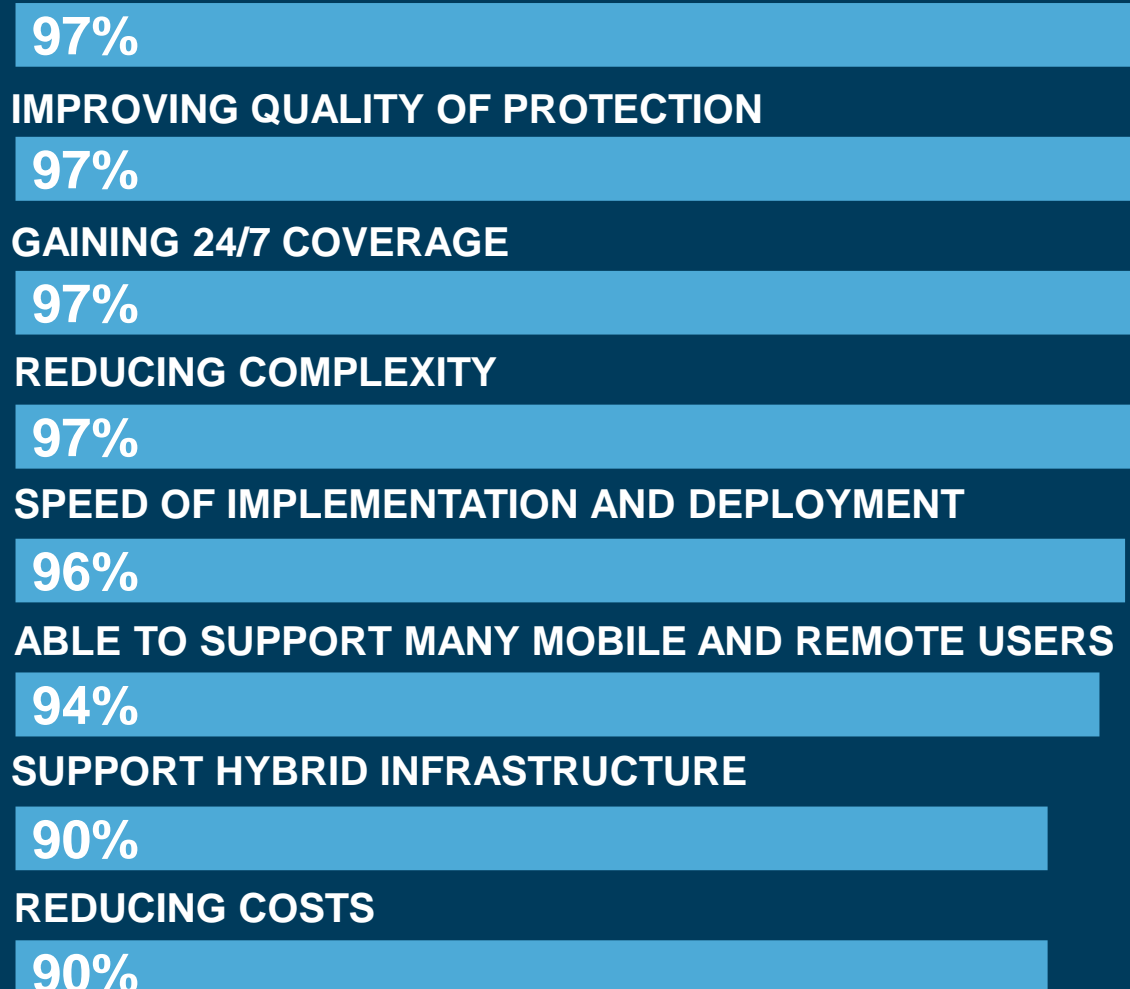 97%
IMPROVING QUALITY OF PROTECTION
97%
GAINING 24/7 COVERAGE
97%
REDUCING COMPLEXITY
97%
SPEED OF IMPLEMENTATION AND DEPLOYMENT
96%
ABLE TO SUPPORT MANY MOBILE AND REMOTE USERS
94%
SUPPORT HYBRID INFRASTRUCTURE
90%
REDUCING COSTS
90%